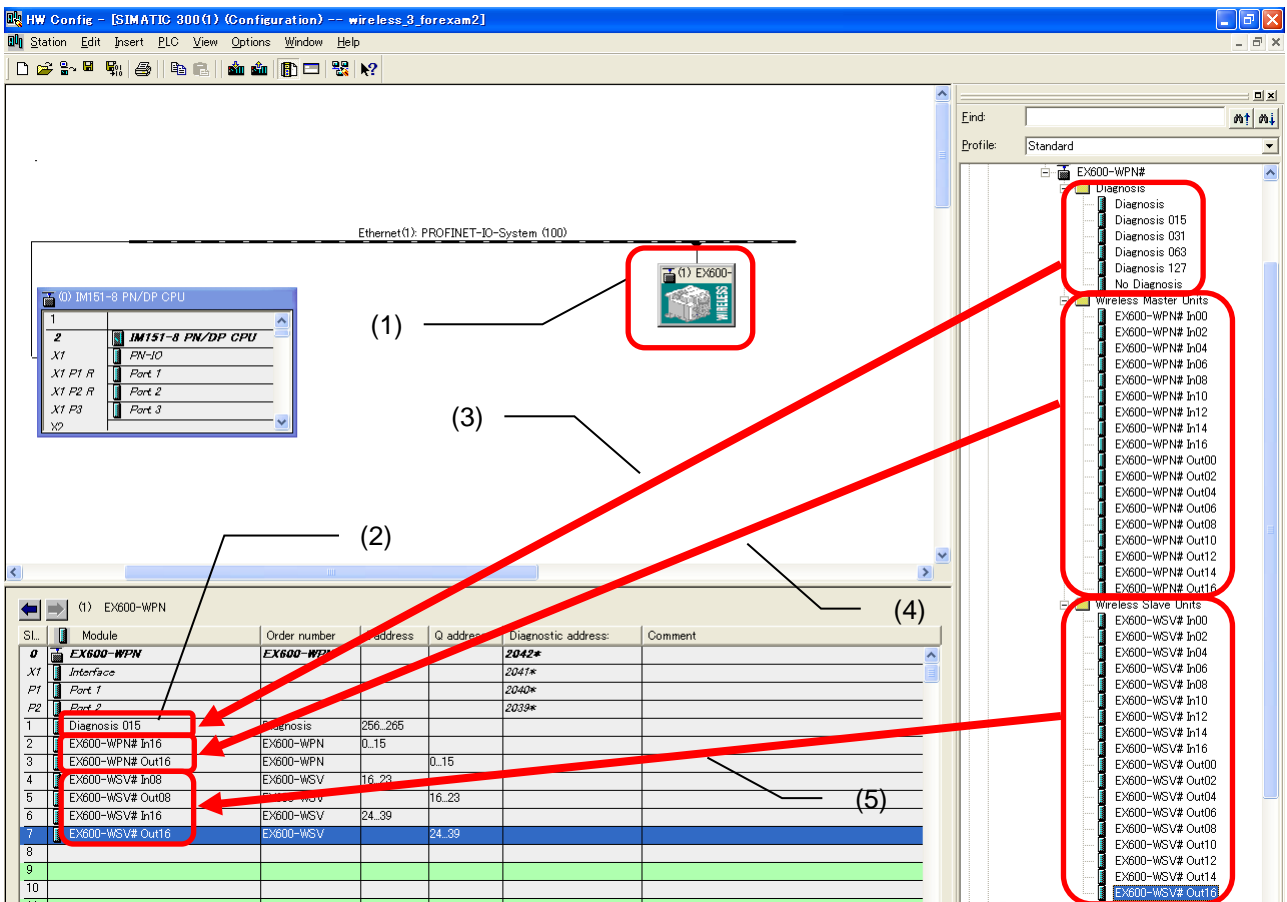 HW Config - [SIMATIC 300(1) (Configuration) -- wireless_3_forexam2]
Station Edit Insert PLC View Options Window Help
Ethernet(1): PROFINET-IO-System (100)
(1) EX600-
WIRELESS
(0) IM151-8 PN/DP CPU
1
2 IM151-8 PN/DP CPU
X1 PN-IO
X1 P1 R Port 1
X1 P2 R Port 2
X1 P3 Port 3
X2
(1)
(3)
(2)
(4)
(5)
Find:
Profile: Standard
EX600-WPN#
Diagnosis
Diagnosis
Diagnosis 015
Diagnosis 031
Diagnosis 063
Diagnosis 127
No Diagnosis
Wireless Master Units
EX600-WPN# In00
EX600-WPN# In02
EX600-WPN# In04
EX600-WPN# In06
EX600-WPN# In08
EX600-WPN# In10
EX600-WPN# In12
EX600-WPN# In14
EX600-WPN# In16
EX600-WPN# Out00
EX600-WPN# Out02
EX600-WPN# Out04
EX600-WPN# Out06
EX600-WPN# Out08
EX600-WPN# Out10
EX600-WPN# Out12
EX600-WPN# Out14
EX600-WPN# Out16
Wireless Slave Units
EX600-WSV# In00
EX600-WSV# In02
EX600-WSV# In04
EX600-WSV# In06
EX600-WSV# In08
EX600-WSV# In10
EX600-WSV# In12
EX600-WSV# In14
EX600-WSV# In16
EX600-WSV# Out00
EX600-WSV# Out02
EX600-WSV# Out04
EX600-WSV# Out06
EX600-WSV# Out08
EX600-WSV# Out10
EX600-WSV# Out12
EX600-WSV# Out14
EX600-WSV# Out16
(1) EX600-WPN
Sl... Module Order number address Q address Diagnostic address: Comment
0 EX600-WPN EX600-WPN 2042*
X1 Interface 2041*
P1 Port 1 2040*
P2 Port 2 2039*
1 Diagnosis 015 Diagnosis 256...265
2 EX600-WPN# In16 EX600-WPN 0...15
3 EX600-WPN# Out16 EX600-WPN 0...15
4 EX600-WSV# In08 EX600-WSV 16...23
5 EX600-WSV# Out08 EX600-WSV 16...23
6 EX600-WSV# In16 EX600-WSV 24...39
7 EX600-WSV# Out16 EX600-WSV 24...39
8
9
10